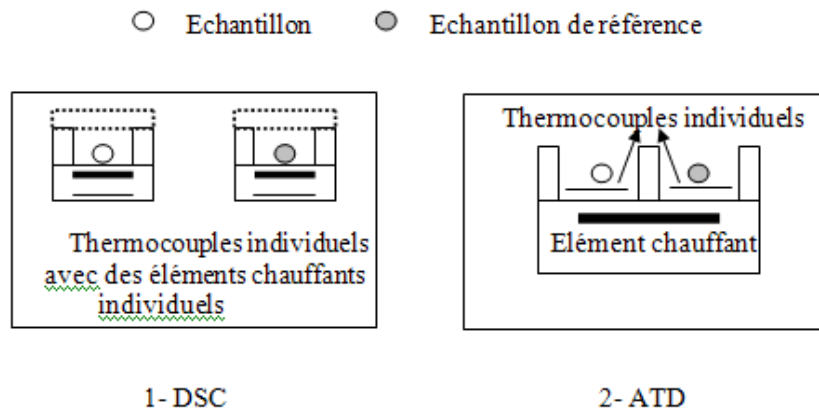 Echantillon
Echantillon de référence
Thermocouples individuels
avec des éléments chauffants
individuels
Thermocouples individuels
Elément chauffant
1- DSC
2- ATD